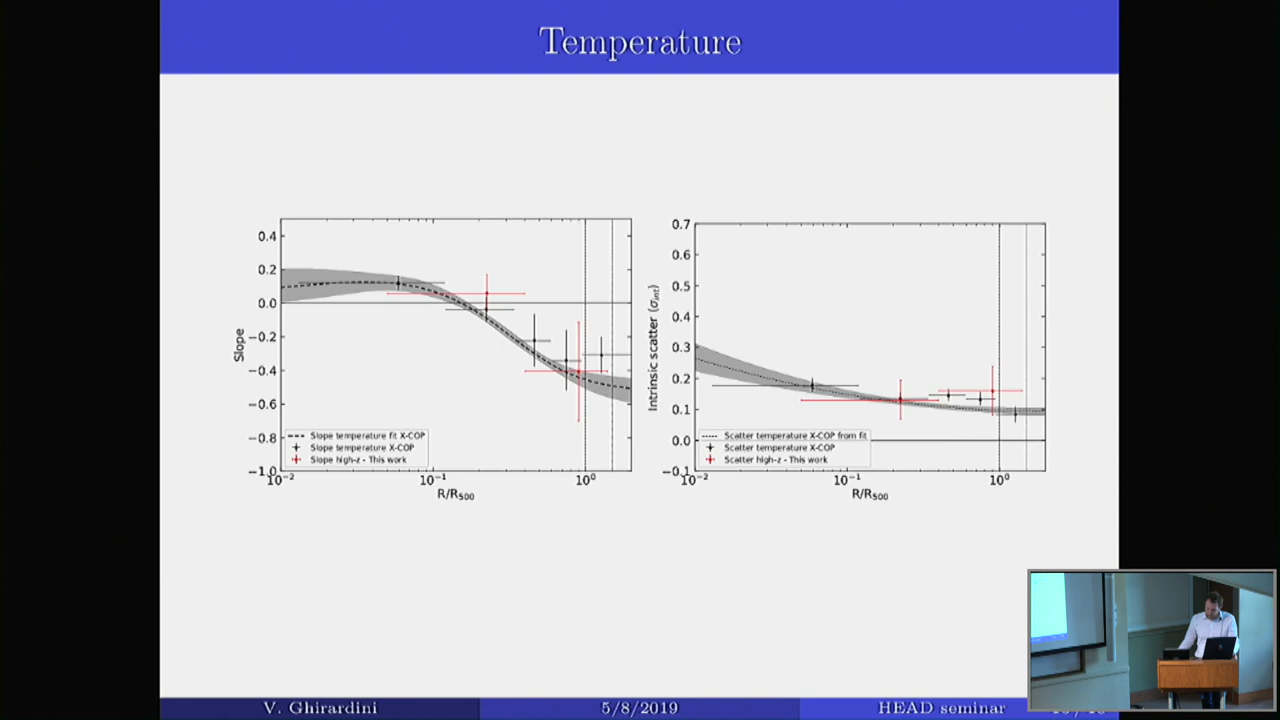 Temperature
Slope
0.4
0.2
0.0
−0.2
−0.4
−0.6
−0.8
−1.0
Slope temperature fit X-COP
Slope temperature X-COP
Slope high-z - This work
10⁻²
10⁻¹
10⁰
R/R₅₀₀
Intrinsic scatter (σ_int)
0.7
0.6
0.5
0.4
0.3
0.2
0.1
0.0
−0.1
Scatter temperature X-COP from fit
Scatter temperature X-COP
Scatter high-z - This work
10⁻²
10⁻¹
10⁰
R/R₅₀₀
V. Ghirardini
5/8/2019
HEAD seminar